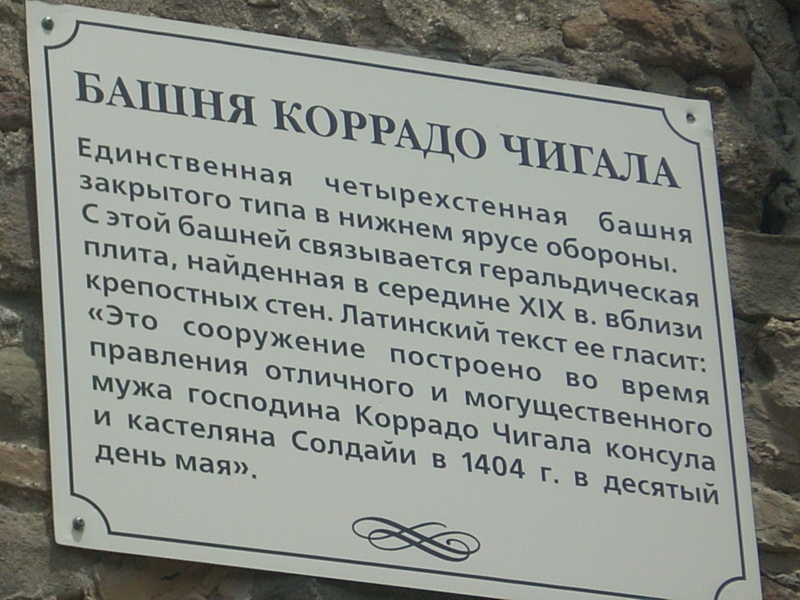 БАШНЯ КОРРАДО ЧИГАЛА
Единственная четырехстенная башня
закрытого типа в нижнем ярусе обороны.
С этой башней связывается геральдическая
плита, найденная в середине XIX в. вблизи
крепостных стен. Латинский текст ее гласит:
«Это сооружение построено во время
правления отличного и могущественного
мужа господина Коррадо Чигала консула
и кастеляна Солдайи в 1404 г. в десятый
день мая».